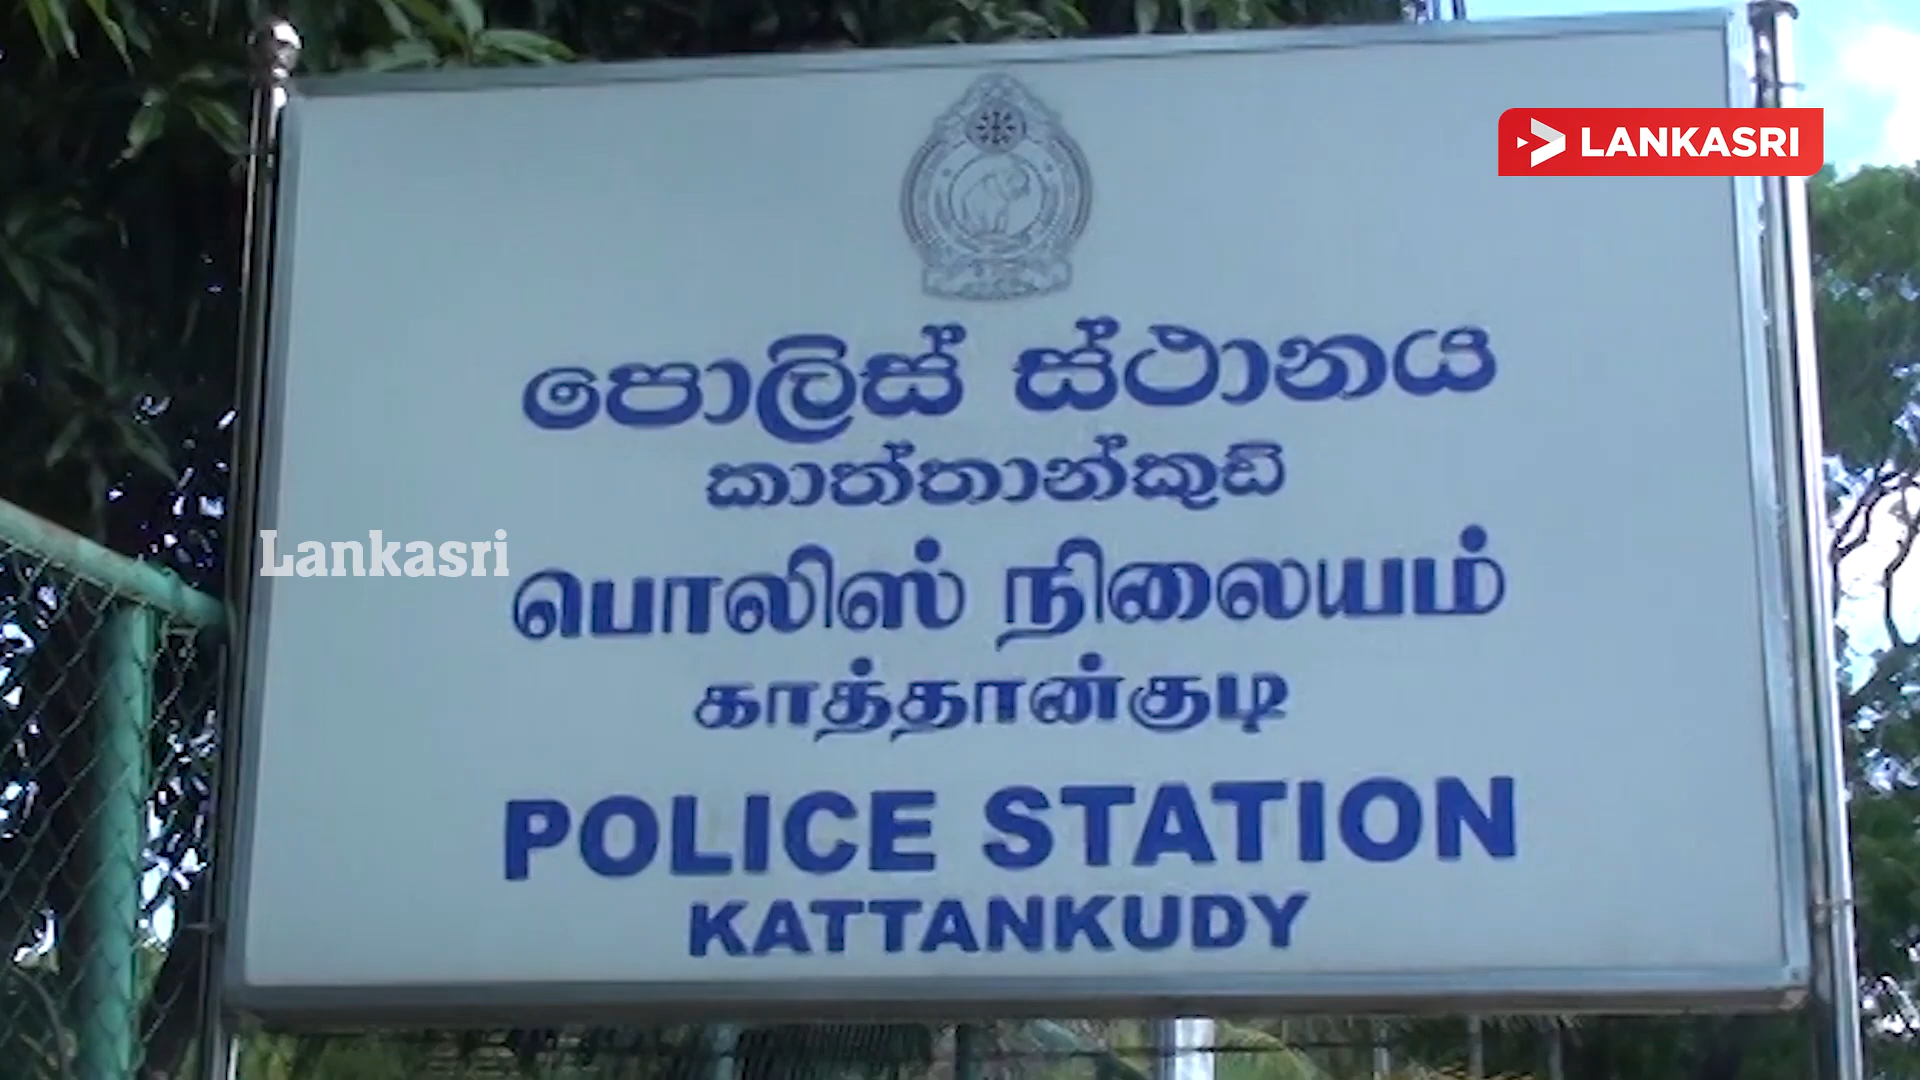 LANKASRI
පොලිස් ස්ථානය
කාත්තාන්කුඩි
Lankasri
பொலிஸ் நிலையம்
காத்தான்குடி
POLICE STATION
KATTANKUDY